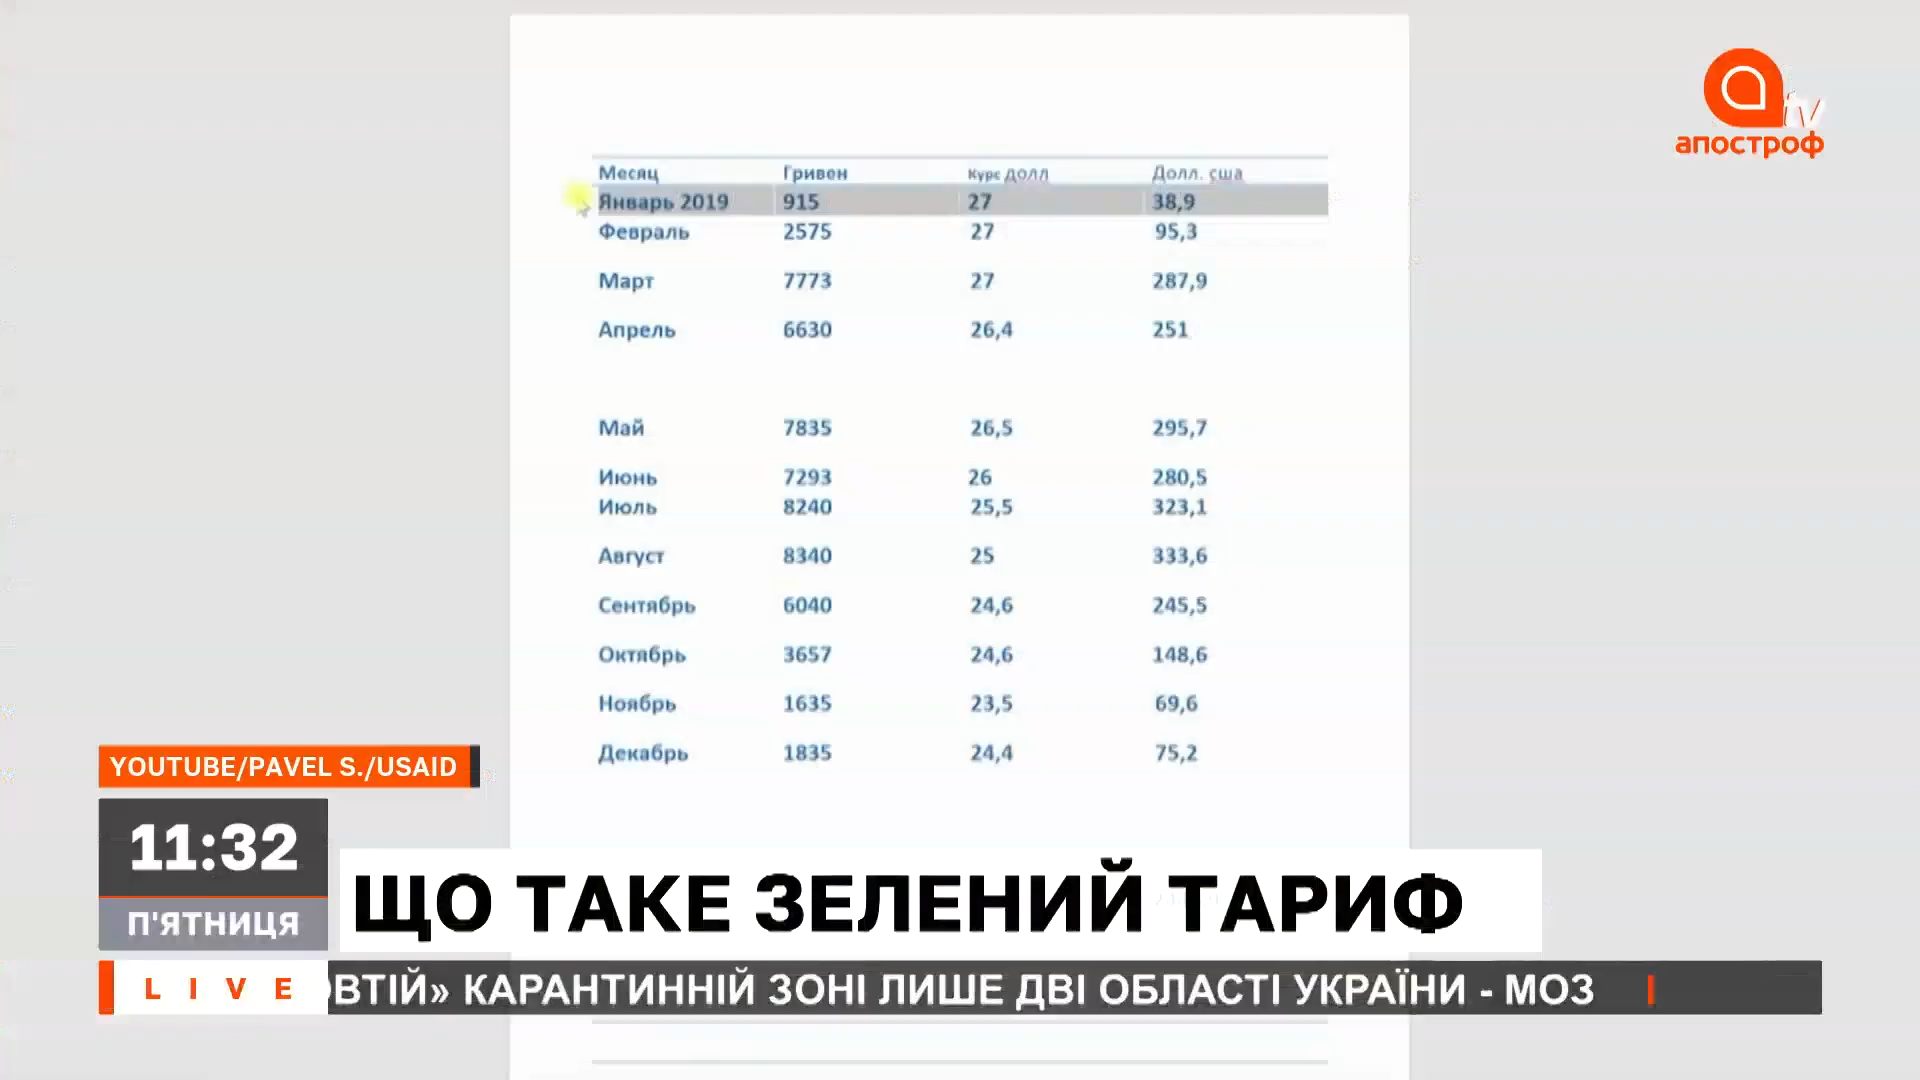 tv
апостроф
Месяц Гривен курс долл Долл. сша
Январь 2019 915 27 38,9
Февраль 2575 27 95,3
Март 7773 27 287,9
Апрель 6630 26,4 251
Май 7835 26,5 295,7
Июнь 7293 26 280,5
Июль 8240 25,5 323,1
Август 8340 25 333,6
Сентябрь 6040 24,6 245,5
Октябрь 3657 24,6 148,6
Ноябрь 1635 23,5 69,6
Декабрь 1835 24,4 75,2
YOUTUBE/PAVEL S./USAID
11:32
П'ЯТНИЦЯ
ЩО ТАКЕ ЗЕЛЕНИЙ ТАРИФ
LIVE ОВТІЙ» КАРАНТИННІЙ ЗОНІ ЛИШЕ ДВІ ОБЛАСТІ УКРАЇНИ - МОЗ